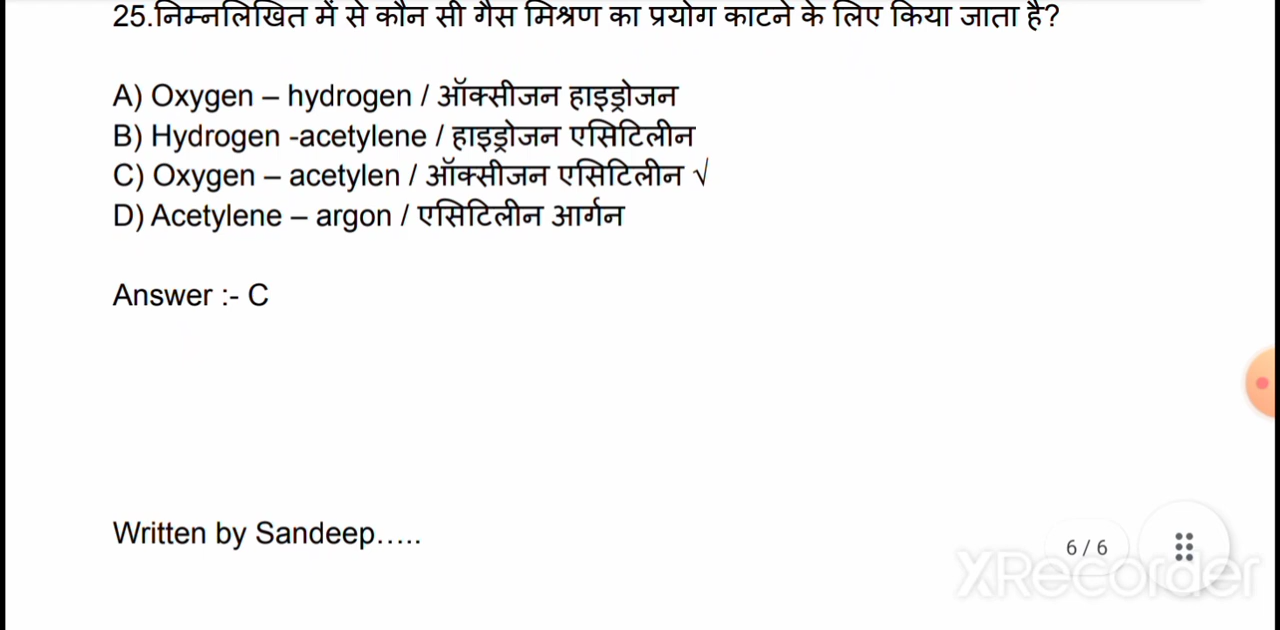 25.निम्नलिखित में से कौन सी गैस मिश्रण का प्रयोग काटने के लिए किया जाता है?
A) Oxygen – hydrogen / ऑक्सीजन हाइड्रोजन
B) Hydrogen -acetylene / हाइड्रोजन एसिटिलीन
C) Oxygen – acetylen / ऑक्सीजन एसिटिलीन √
D) Acetylene – argon / एसिटिलीन आर्गन
Answer :- C
Written by Sandeep.....
6 / 6
XRecorder